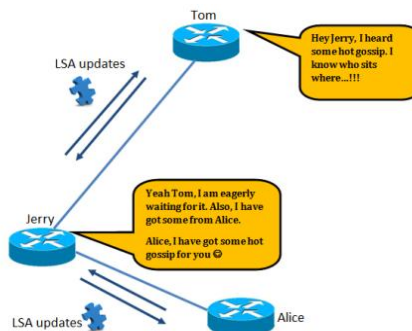 Tom
Hey Jerry, I heard
some hot gossip. I
know who sits
where...!!!
LSA updates
Yeah Tom, I am eagerly
waiting for it. Also, I have
got some from Alice.
Alice, I have got some hot
gossip for you ☺
Jerry
LSA updates
Alice